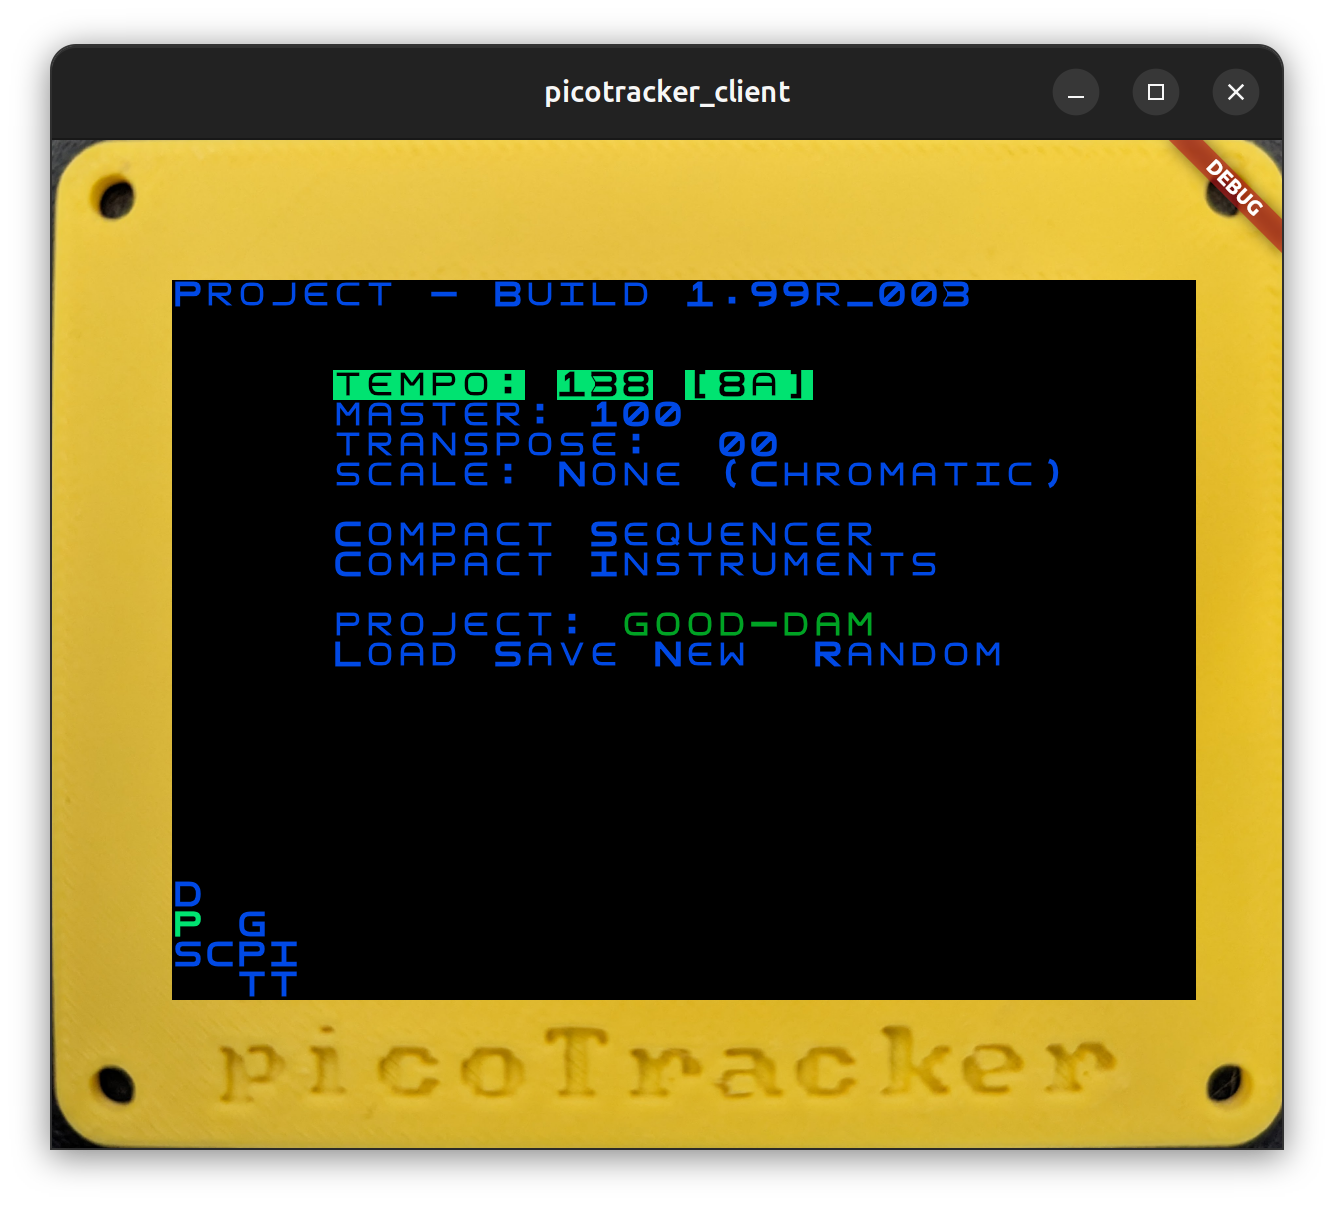 picotracker_client
DEBUG
Project - Build 1.99R_003
TEMPO: 138 [8A]
MASTER: 100
TRANSPOSE: 00
SCALE: None (Chromatic)
Compact Sequencer
Compact Instruments
PROJECT: GOOD-DAM
Load Save New Random
D
P G
SCPI
TT
picoTracker